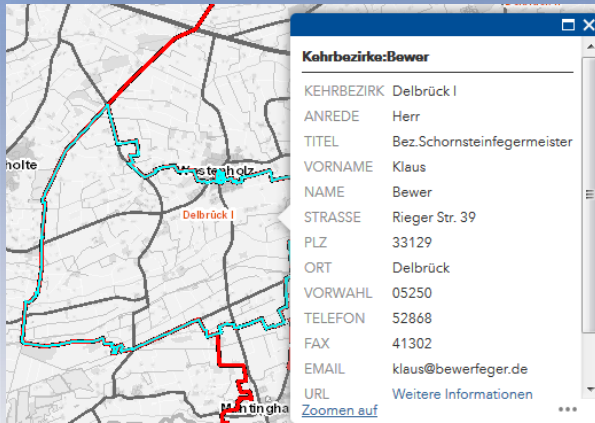 Kehrbezirke:Bewer
KEHRBEZIRK Delbrück I
ANREDE Herr
TITEL Bez.Schornsteinfegermeister
VORNAME Klaus
NAME Bewer
STRASSE Rieger Str. 39
PLZ 33129
ORT Delbrück
VORWAHL 05250
TELEFON 52868
FAX 41302
EMAIL klaus@bewerfeger.de
URL Weitere Informationen
Zoomen auf
holte
Westenholz
Delbrück I
Mantingha